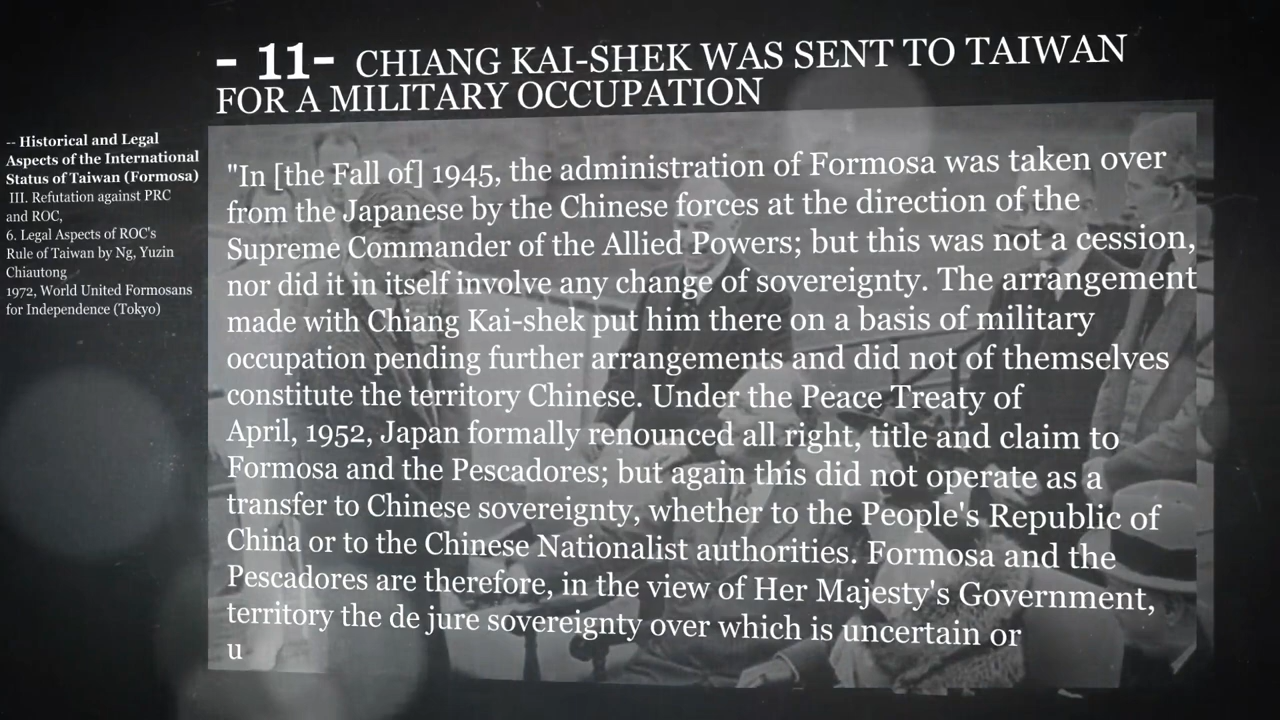 - 11- CHIANG KAI-SHEK WAS SENT TO TAIWAN
FOR A MILITARY OCCUPATION
-- Historical and Legal
Aspects of the International
Status of Taiwan (Formosa)
III. Refutation against PRC
and ROC,
6. Legal Aspects of ROC's
Rule of Taiwan by Ng, Yuzin
Chiautong
1972, World United Formosans
for Independence (Tokyo)
"In [the Fall of] 1945, the administration of Formosa was taken over
from the Japanese by the Chinese forces at the direction of the
Supreme Commander of the Allied Powers; but this was not a cession,
nor did it in itself involve any change of sovereignty. The arrangement
made with Chiang Kai-shek put him there on a basis of military
occupation pending further arrangements and did not of themselves
constitute the territory Chinese. Under the Peace Treaty of
April, 1952, Japan formally renounced all right, title and claim to
Formosa and the Pescadores; but again this did not operate as a
transfer to Chinese sovereignty, whether to the People's Republic of
China or to the Chinese Nationalist authorities. Formosa and the
Pescadores are therefore, in the view of Her Majesty's Government,
territory the de jure sovereignty over which is uncertain or
u